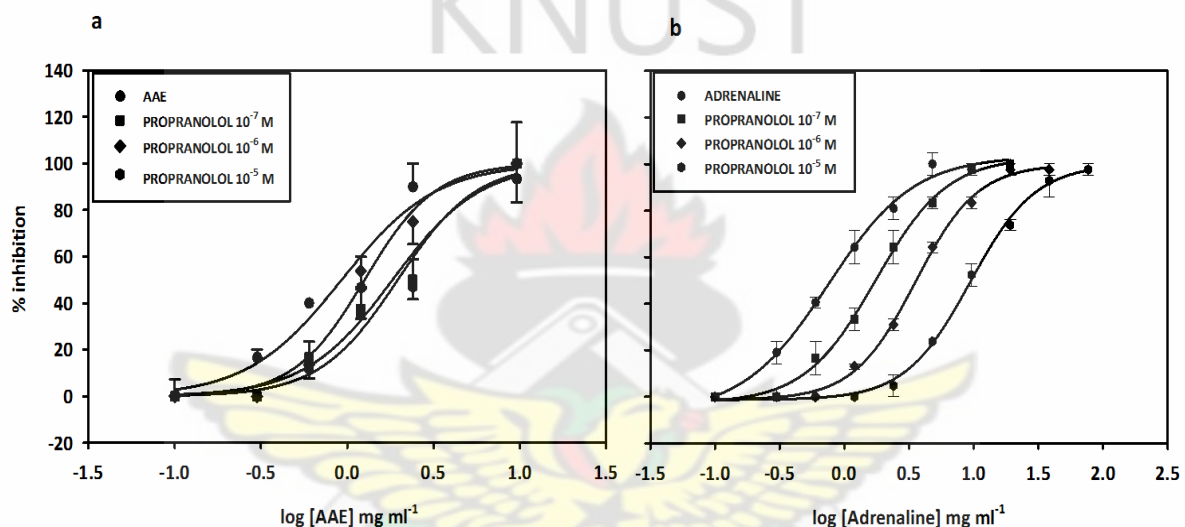 KNUST
a
b
AAE
PROPRANOLOL 10⁻⁷ M
PROPRANOLOL 10⁻⁶ M
PROPRANOLOL 10⁻⁵ M
ADRENALINE
PROPRANOLOL 10⁻⁷ M
PROPRANOLOL 10⁻⁶ M
PROPRANOLOL 10⁻⁵ M
% inhibition
140
120
100
80
60
40
20
0
-20
-1.5 -1.0 -0.5 0.0 0.5 1.0 1.5
-1.5 -1.0 -0.5 0.0 0.5 1.0 1.5 2.0 2.5
log [AAE] mg ml⁻¹
log [Adrenaline] mg ml⁻¹